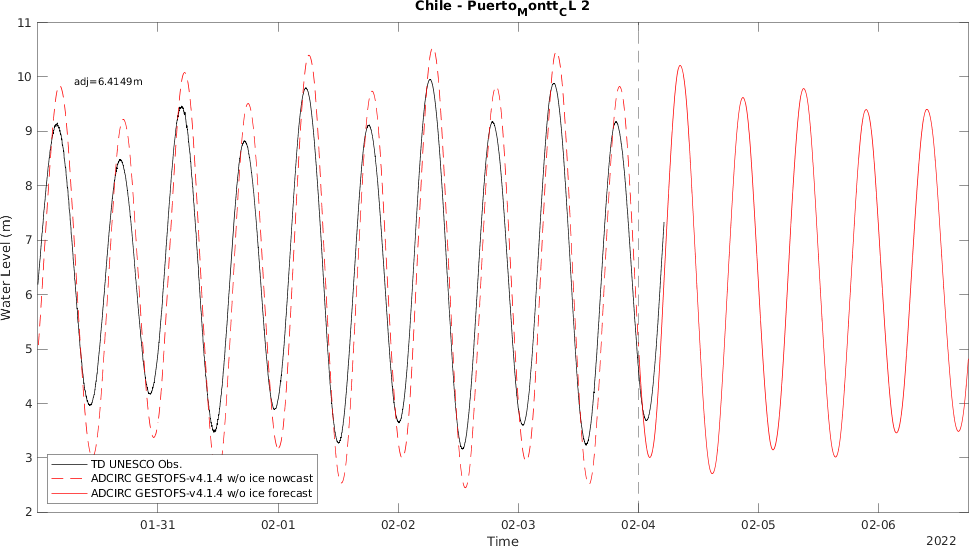 Chile - PuertoMonttCL 2
11
10
9
8
7
6
5
4
3
2
adj=6.4149m
Water Level (m)
TD UNESCO Obs.
ADCIRC GESTOFS-v4.1.4 w/o ice nowcast
ADCIRC GESTOFS-v4.1.4 w/o ice forecast
01-31 02-01 02-02 02-03 02-04 02-05 02-06
Time
2022